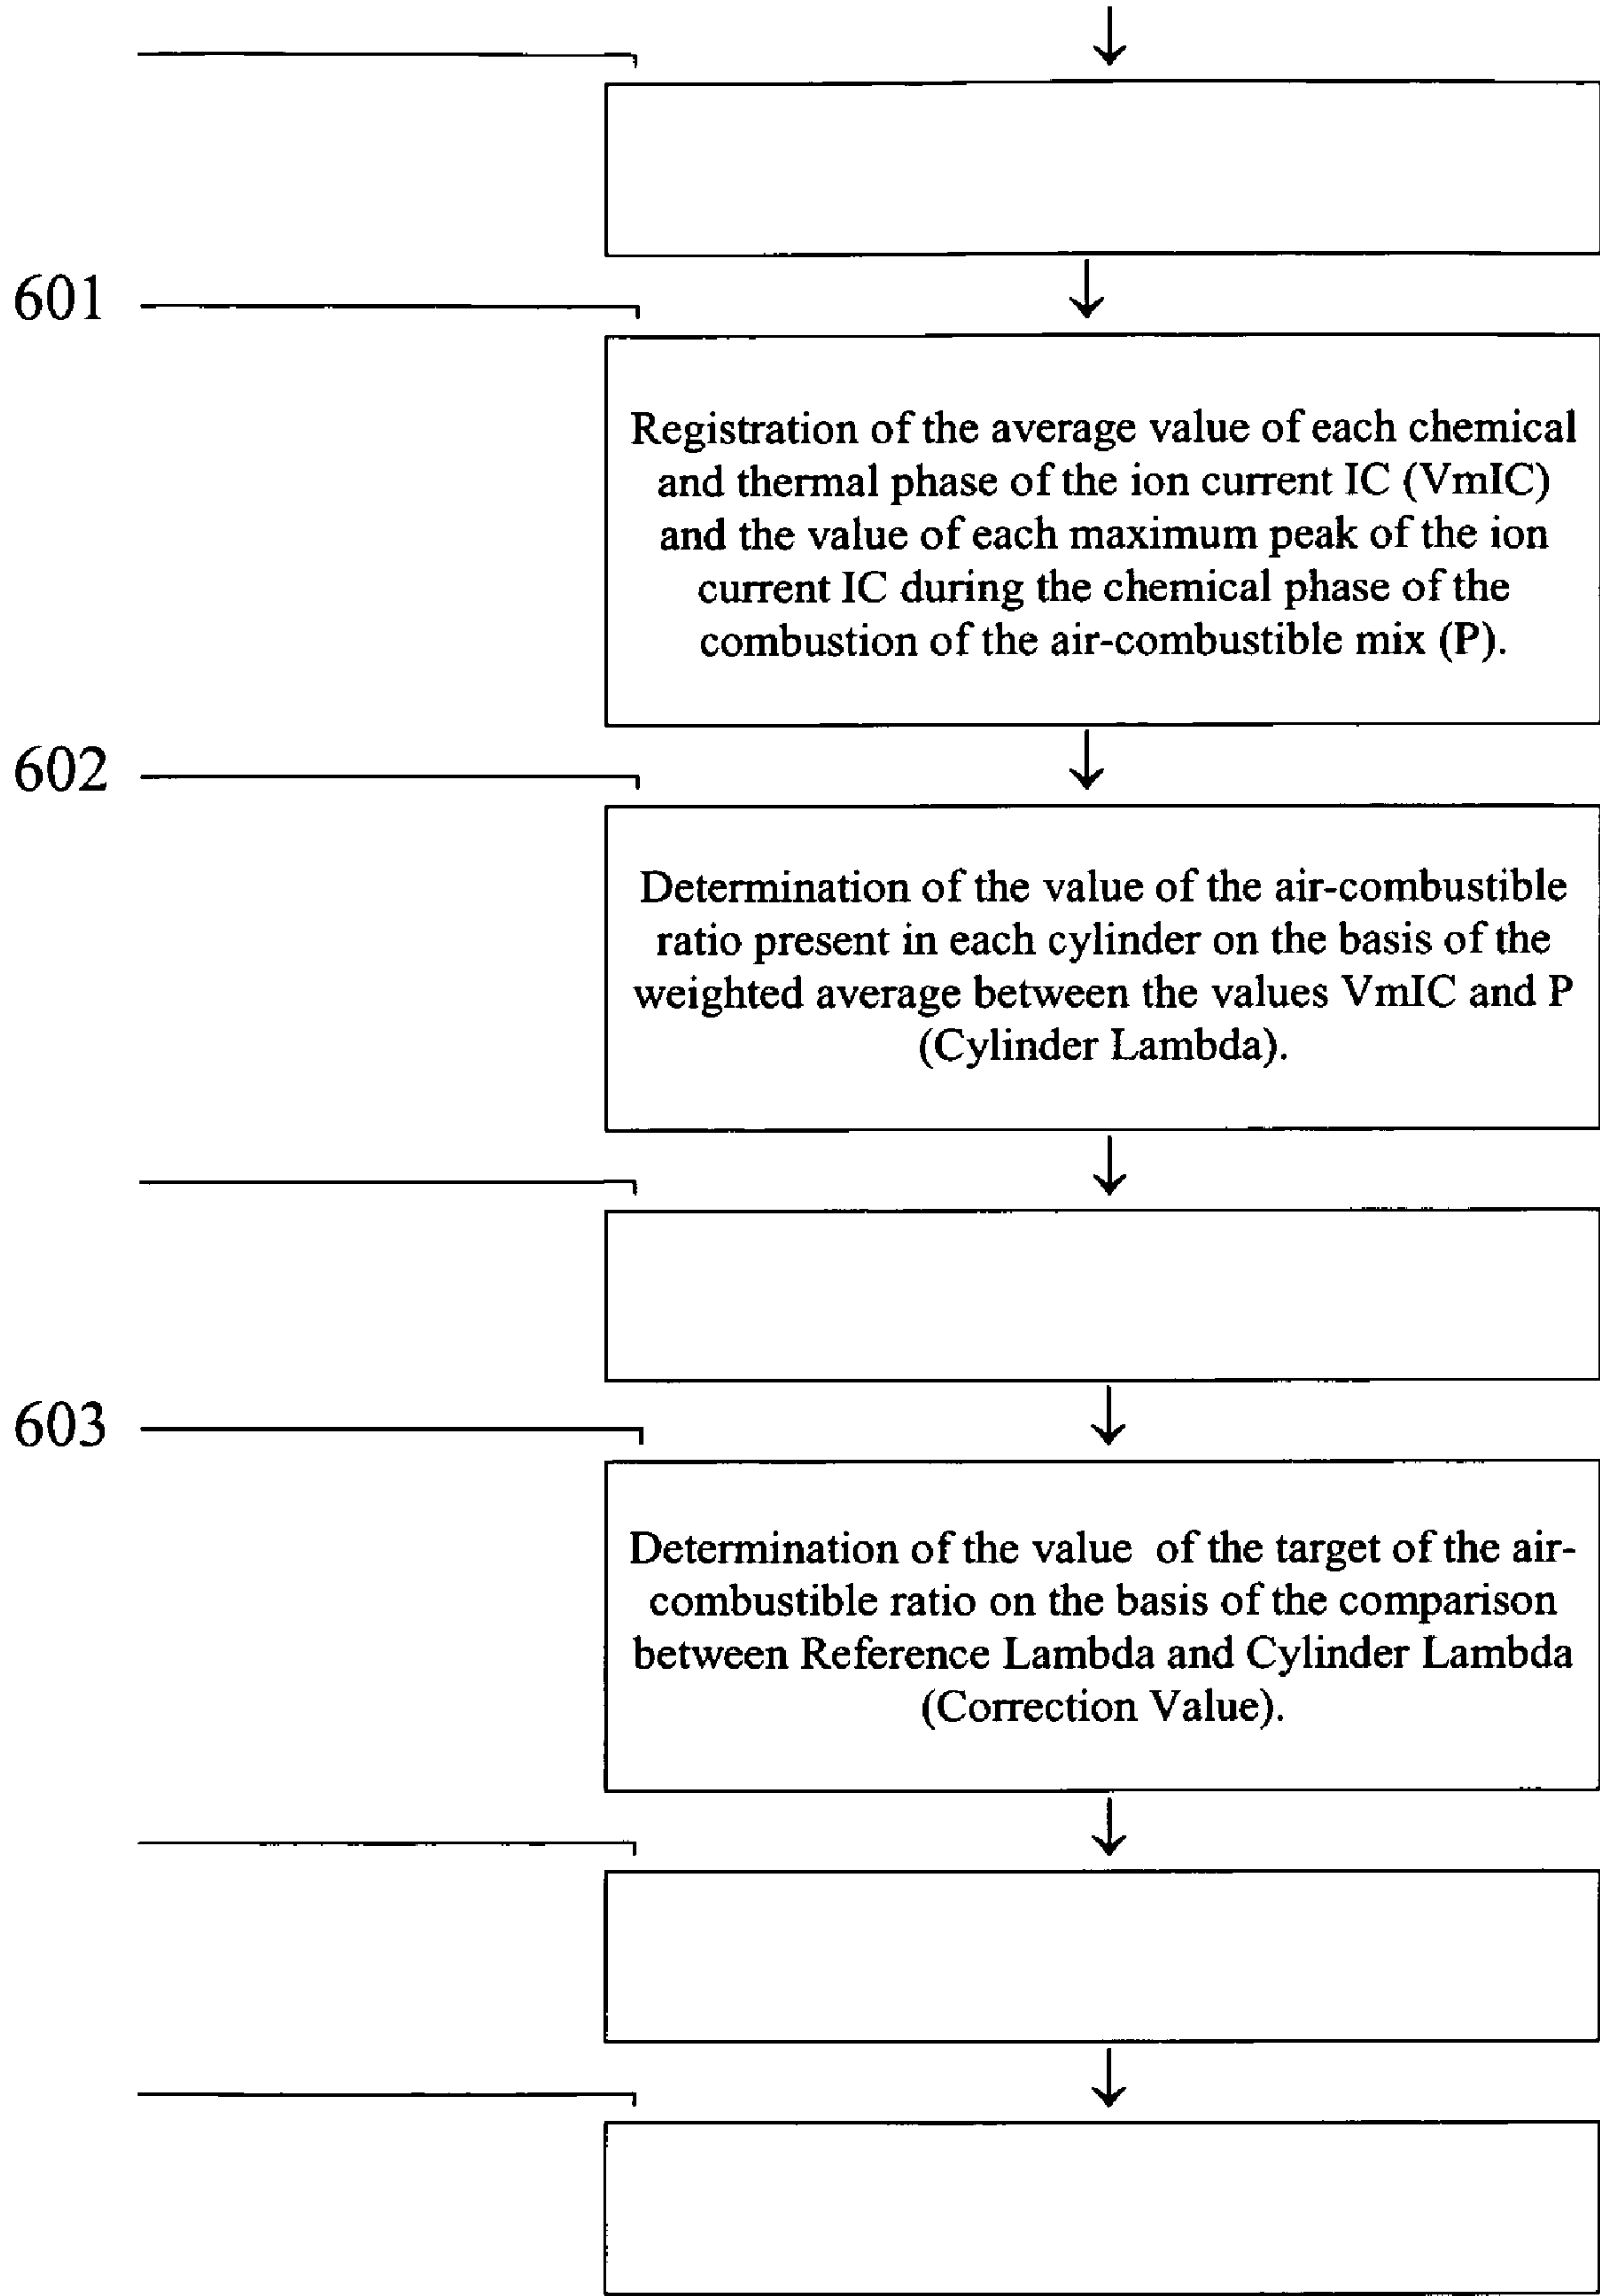 601
Registration of the average value of each chemical
and thermal phase of the ion current IC (VmIC)
and the value of each maximum peak of the ion
current IC during the chemical phase of the
combustion of the air-combustible mix (P).
602
Determination of the value of the air-combustible
ratio present in each cylinder on the basis of the
weighted average between the values VmIC and P
(Cylinder Lambda).
603
Determination of the value of the target of the air-
combustible ratio on the basis of the comparison
between Reference Lambda and Cylinder Lambda
(Correction Value).